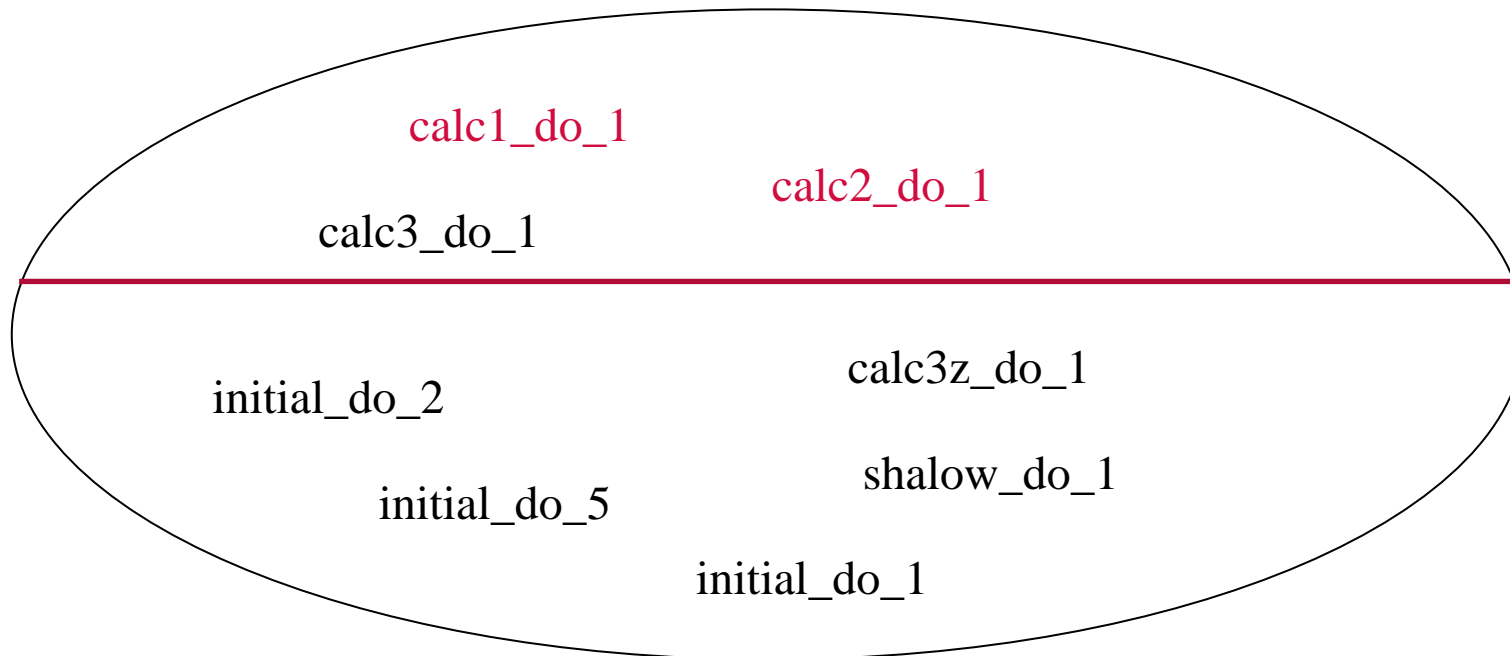 calc1_do_1
calc2_do_1
calc3_do_1
calc3z_do_1
initial_do_2
shalow_do_1
initial_do_5
initial_do_1